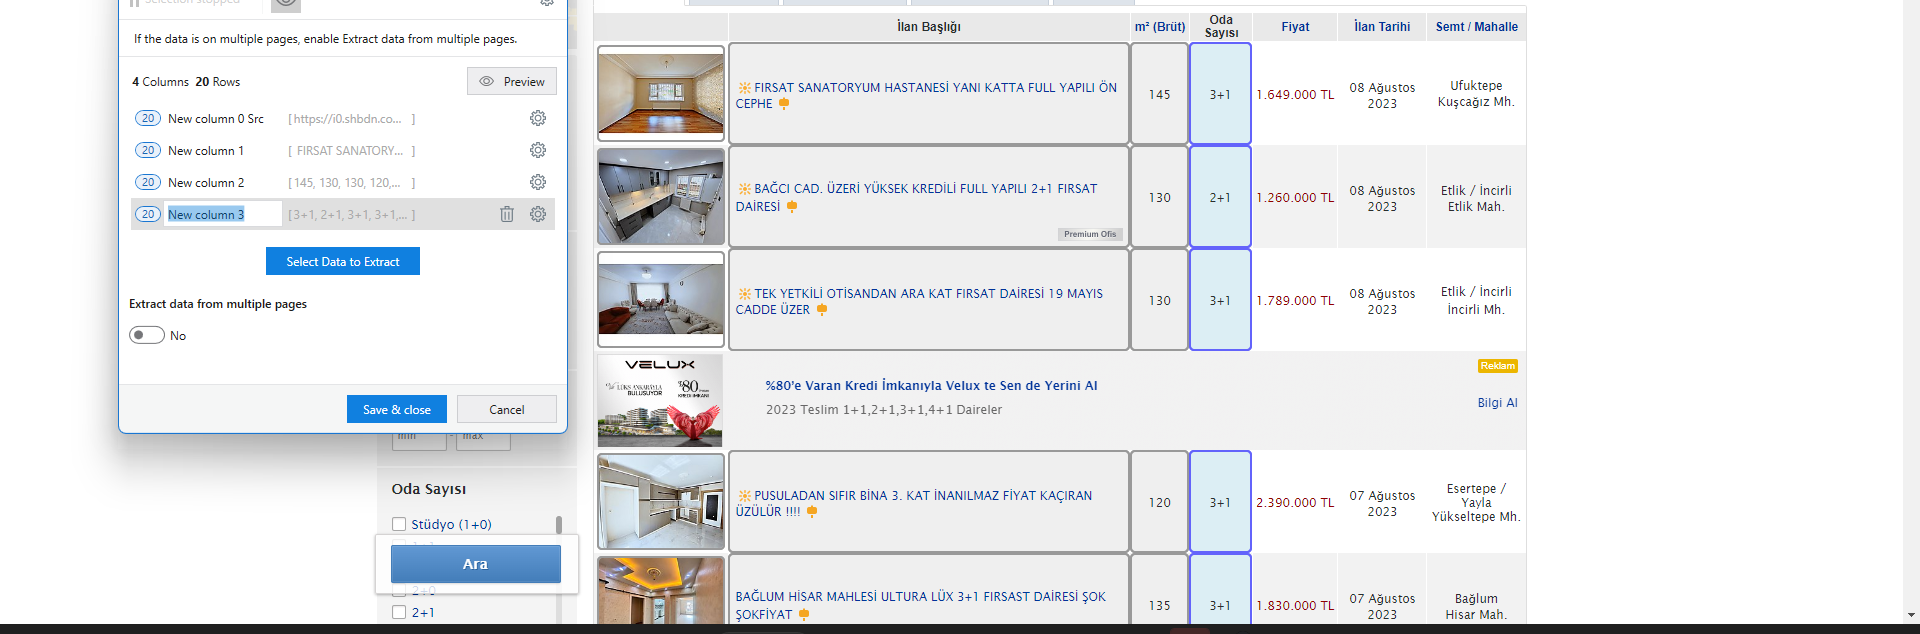 Selection stopped
If the data is on multiple pages, enable Extract data from multiple pages.
4 Columns 20 Rows
Preview
20 New column 0 Src [https://i0.shbdn.co... ]
20 New column 1 [ FIRSAT SANATORY... ]
20 New column 2 [145, 130, 130, 120,... ]
20 New column 3 [3+1, 2+1, 3+1, 3+1,... ]
Select Data to Extract
Extract data from multiple pages
No
Save & close Cancel
min - max
Oda Sayısı
Stüdyo (1+0)
Ara
2+0
2+1
İlan Başlığı m² (Brüt) Oda Sayısı Fiyat İlan Tarihi Semt / Mahalle
FIRSAT SANATORYUM HASTANESİ YANI KATTA FULL YAPILI ÖN
CEPHE
145 3+1 1.649.000 TL
08 Ağustos
2023
Ufuktepe
Kuşcağız Mh.
BAĞCI CAD. ÜZERİ YÜKSEK KREDİLİ FULL YAPILI 2+1 FIRSAT
DAİRESİ
Premium Ofis
130 2+1 1.260.000 TL
08 Ağustos
2023
Etlik / İncirli
Etlik Mah.
TEK YETKİLİ OTİSANDAN ARA KAT FIRSAT DAİRESİ 19 MAYIS
CADDE ÜZER
130 3+1 1.789.000 TL
08 Ağustos
2023
Etlik / İncirli
İncirli Mh.
VELUX
BULUŞUYOR
%80
KREDİ İMKANI
%80'e Varan Kredi İmkanıyla Velux te Sen de Yerini Al
2023 Teslim 1+1,2+1,3+1,4+1 Daireler
Reklam
Bilgi Al
PUSULADAN SIFIR BİNA 3. KAT İNANILMAZ FİYAT KAÇIRAN
ÜZÜLÜR !!!!
120 3+1 2.390.000 TL
07 Ağustos
2023
Esertepe /
Yayla
Yükseltepe Mh.
BAĞLUM HİSAR MAHLESİ ULTURA LÜX 3+1 FIRSAST DAİRESİ ŞOK
ŞOKFİYAT
135 3+1 1.830.000 TL
07 Ağustos
2023
Bağlum
Hisar Mah.